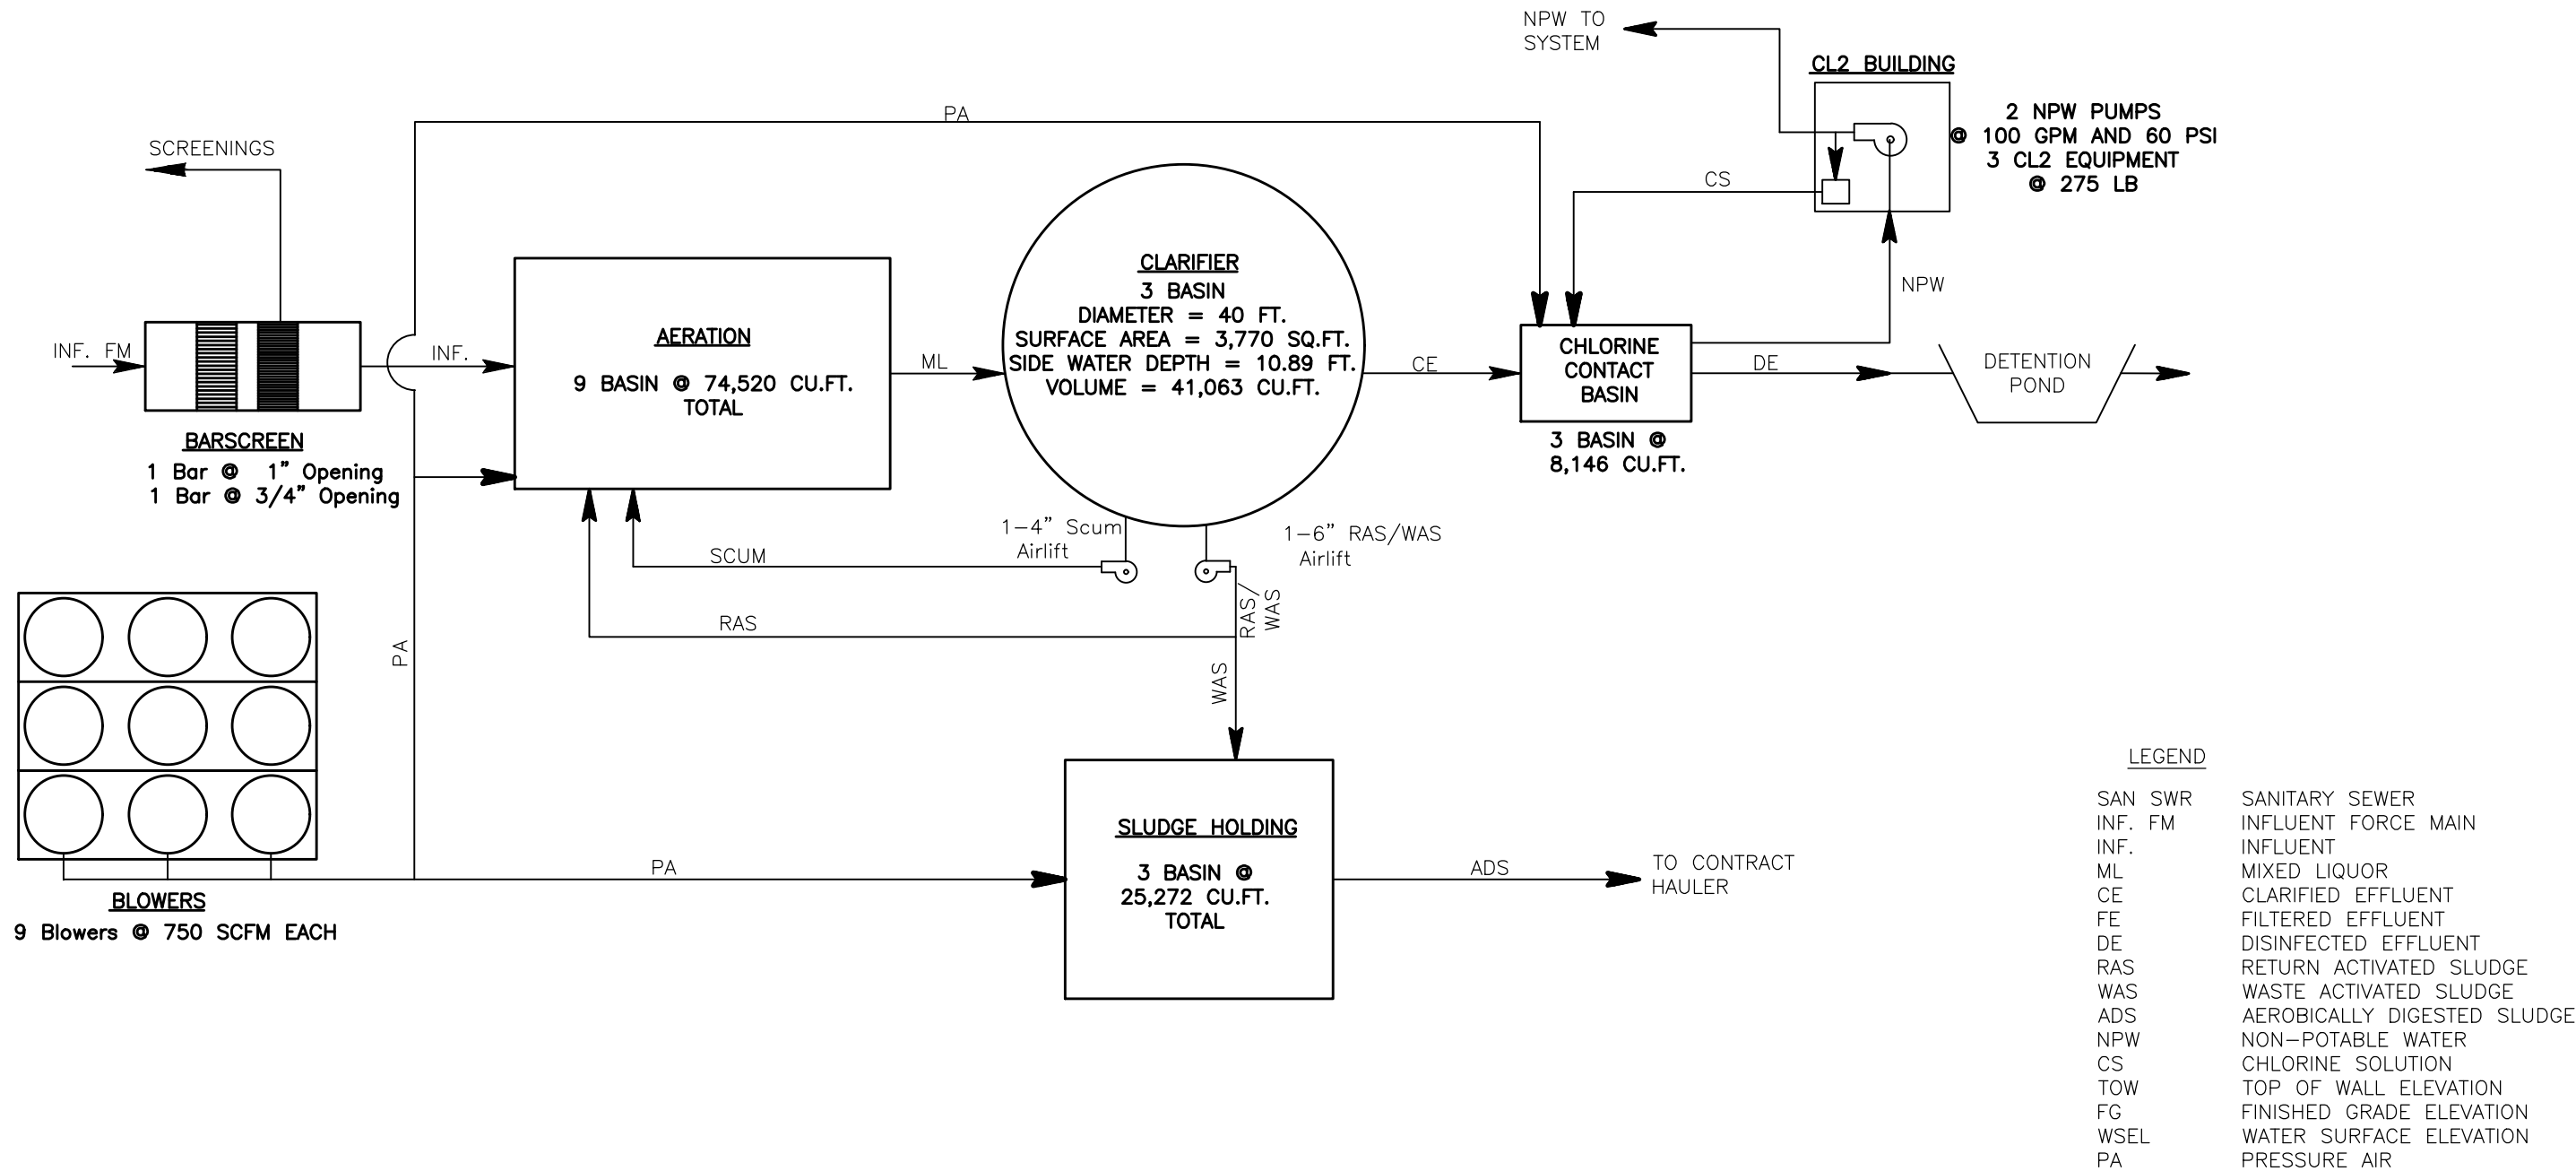 NPW TO
SYSTEM
CL2 BUILDING
2 NPW PUMPS
@ 100 GPM AND 60 PSI
3 CL2 EQUIPMENT
@ 275 LB
PA
SCREENINGS
CS
NPW
INF. FM
INF.
BARSCREEN
1 Bar @ 1" Opening
1 Bar @ 3/4" Opening
AERATION
9 BASIN @ 74,520 CU.FT.
TOTAL
ML
CLARIFIER
3 BASIN
DIAMETER = 40 FT.
SURFACE AREA = 3,770 SQ.FT.
SIDE WATER DEPTH = 10.89 FT.
VOLUME = 41,063 CU.FT.
CE
CHLORINE
CONTACT
BASIN
3 BASIN @
8,146 CU.FT.
DE
DETENTION
POND
1-4" Scum
Airlift
1-6" RAS/WAS
Airlift
SCUM
RAS
RAS/
WAS
WAS
PA
BLOWERS
9 Blowers @ 750 SCFM EACH
PA
SLUDGE HOLDING
3 BASIN @
25,272 CU.FT.
TOTAL
ADS
TO CONTRACT
HAULER
LEGEND
SAN SWR SANITARY SEWER
INF. FM INFLUENT FORCE MAIN
INF. INFLUENT
ML MIXED LIQUOR
CE CLARIFIED EFFLUENT
FE FILTERED EFFLUENT
DE DISINFECTED EFFLUENT
RAS RETURN ACTIVATED SLUDGE
WAS WASTE ACTIVATED SLUDGE
ADS AEROBICALLY DIGESTED SLUDGE
NPW NON-POTABLE WATER
CS CHLORINE SOLUTION
TOW TOP OF WALL ELEVATION
FG FINISHED GRADE ELEVATION
WSEL WATER SURFACE ELEVATION
PA PRESSURE AIR